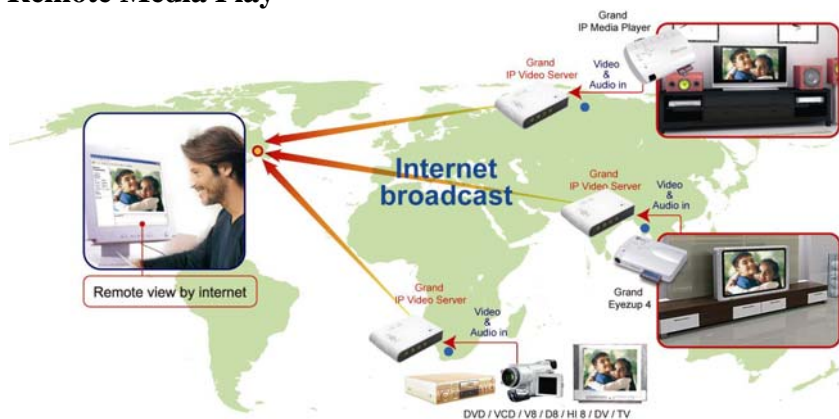 Remote Media Play
Grand
IP Media Player
Grand
IP Video Server
Video
&
Audio in
Internet
broadcast
Grand
IP Video Server
Video
&
Audio in
Remote view by internet
Grand
IP Video Server
Video
&
Audio in
Grand
Eyezup 4
DVD / VCD / V8 / D8 / HI 8 / DV / TV